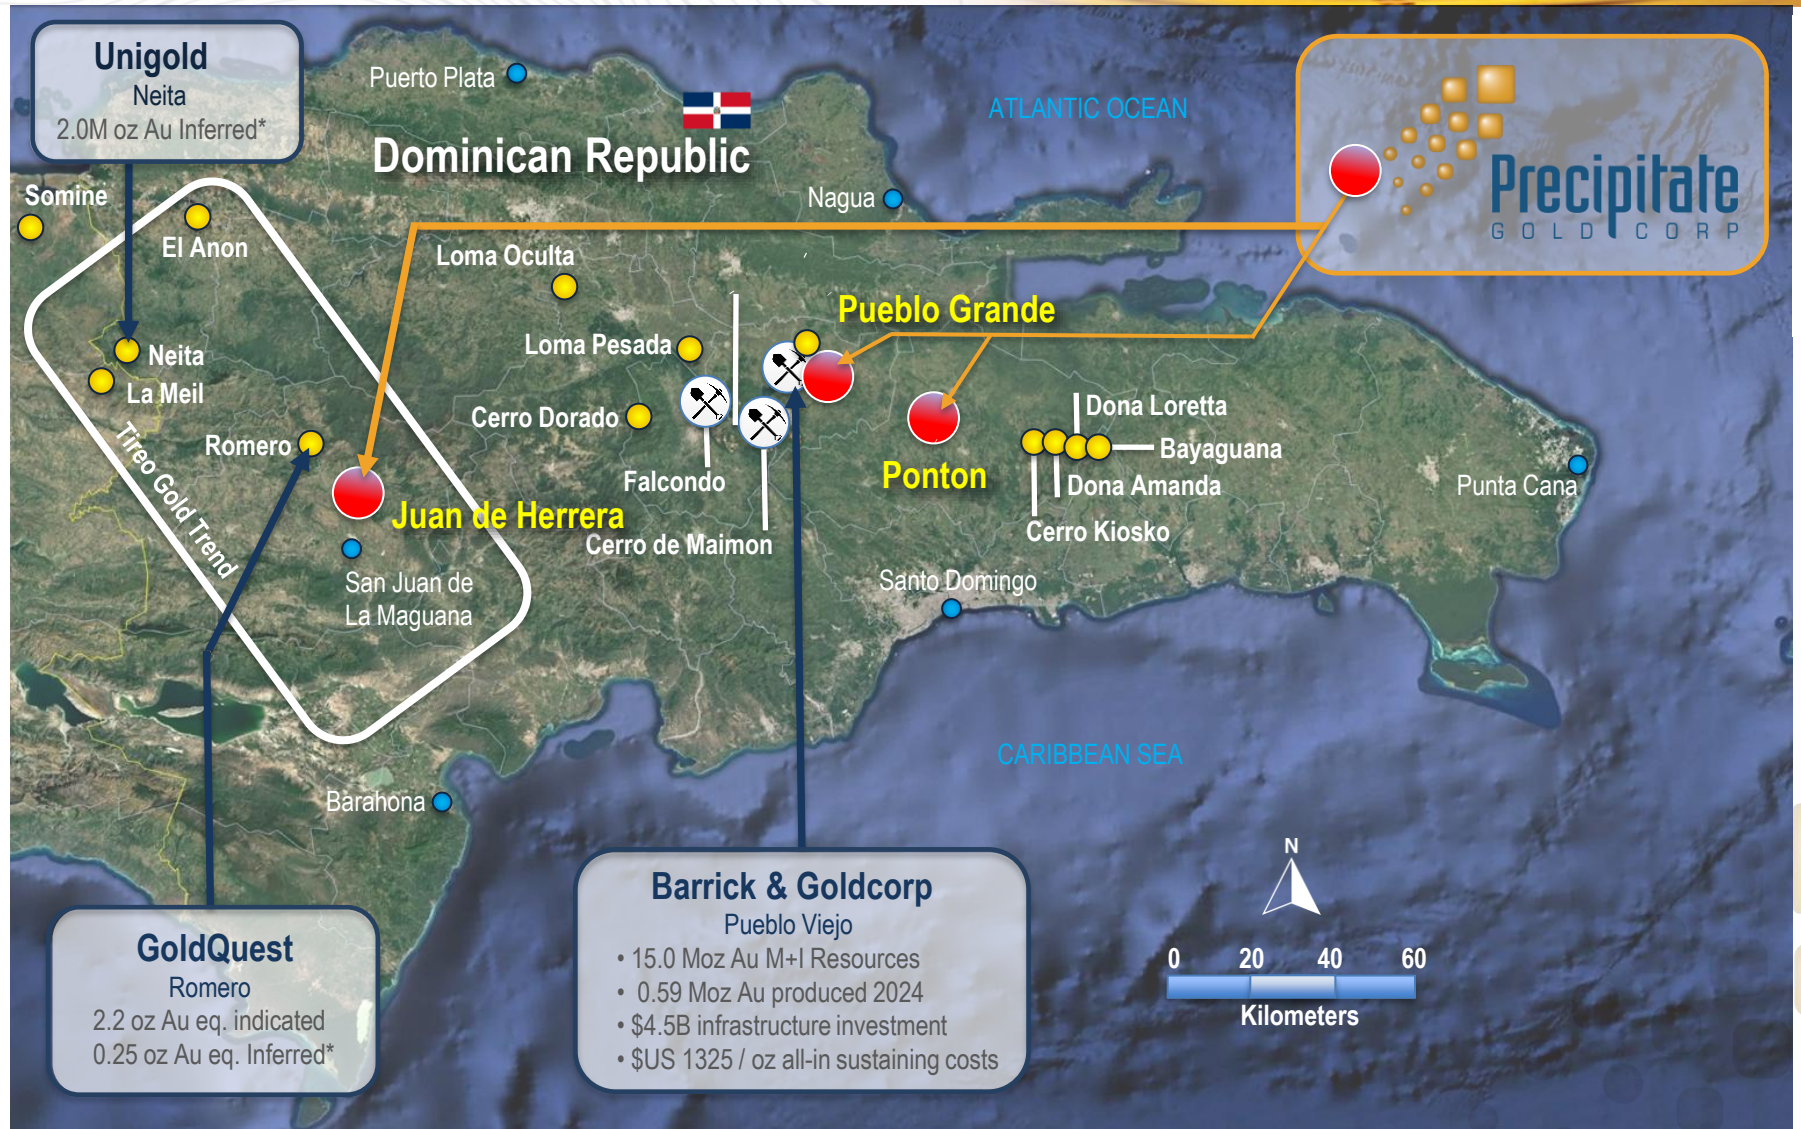 Unigold
Neita
2.0M oz Au Inferred*
Puerto Plata
ATLANTIC OCEAN
Precipitate
GOLD CORP
Dominican Republic
Somine
Nagua
El Anon
Loma Oculta
Pueblo Grande
Loma Pesada
Neita
La Meil
Cerro Dorado
Dona Loretta
Romero
Bayaguana
Tireo Gold Trend
Falcondo
Ponton
Dona Amanda
Punta Cana
Juan de Herrera
Cerro de Maimon
Cerro Kiosko
San Juan de
La Maguana
Santo Domingo
CARIBBEAN SEA
Barahona
Barrick & Goldcorp
Pueblo Viejo
• 15.0 Moz Au M+I Resources
• 0.59 Moz Au produced 2024
• $4.5B infrastructure investment
• $US 1325 / oz all-in sustaining costs
GoldQuest
Romero
2.2 oz Au eq. indicated
0.25 oz Au eq. Inferred*
N
0 20 40 60
Kilometers